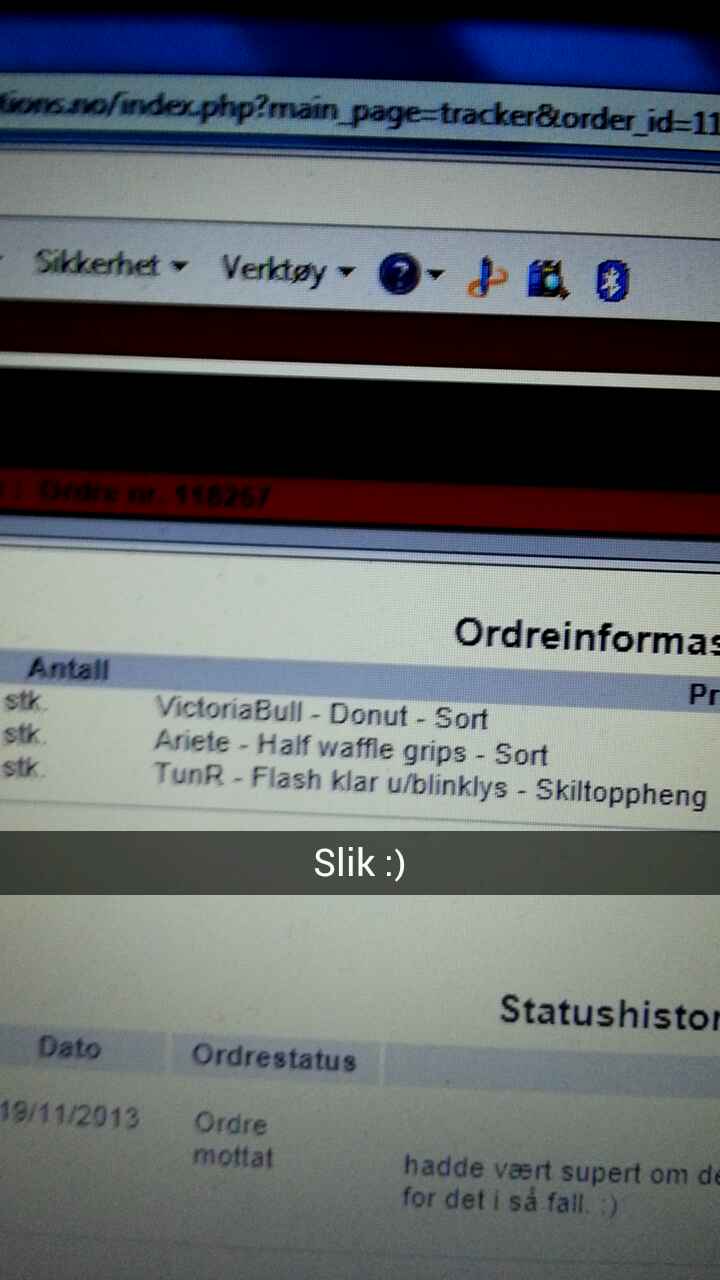 tions.no/index.php?main_page=tracker&order_id=11
Sikkerhet Verktøy
: Ordre nr. 118267
Ordreinformas
Antall Pr
stk. VictoriaBull - Donut - Sort
stk. Ariete - Half waffle grips - Sort
stk. TunR - Flash klar u/blinklys - Skiltoppheng
Slik :)
Statushistor
Dato Ordrestatus
19/11/2013 Ordre
mottat
hadde vært supert om de
for det i så fall. :)